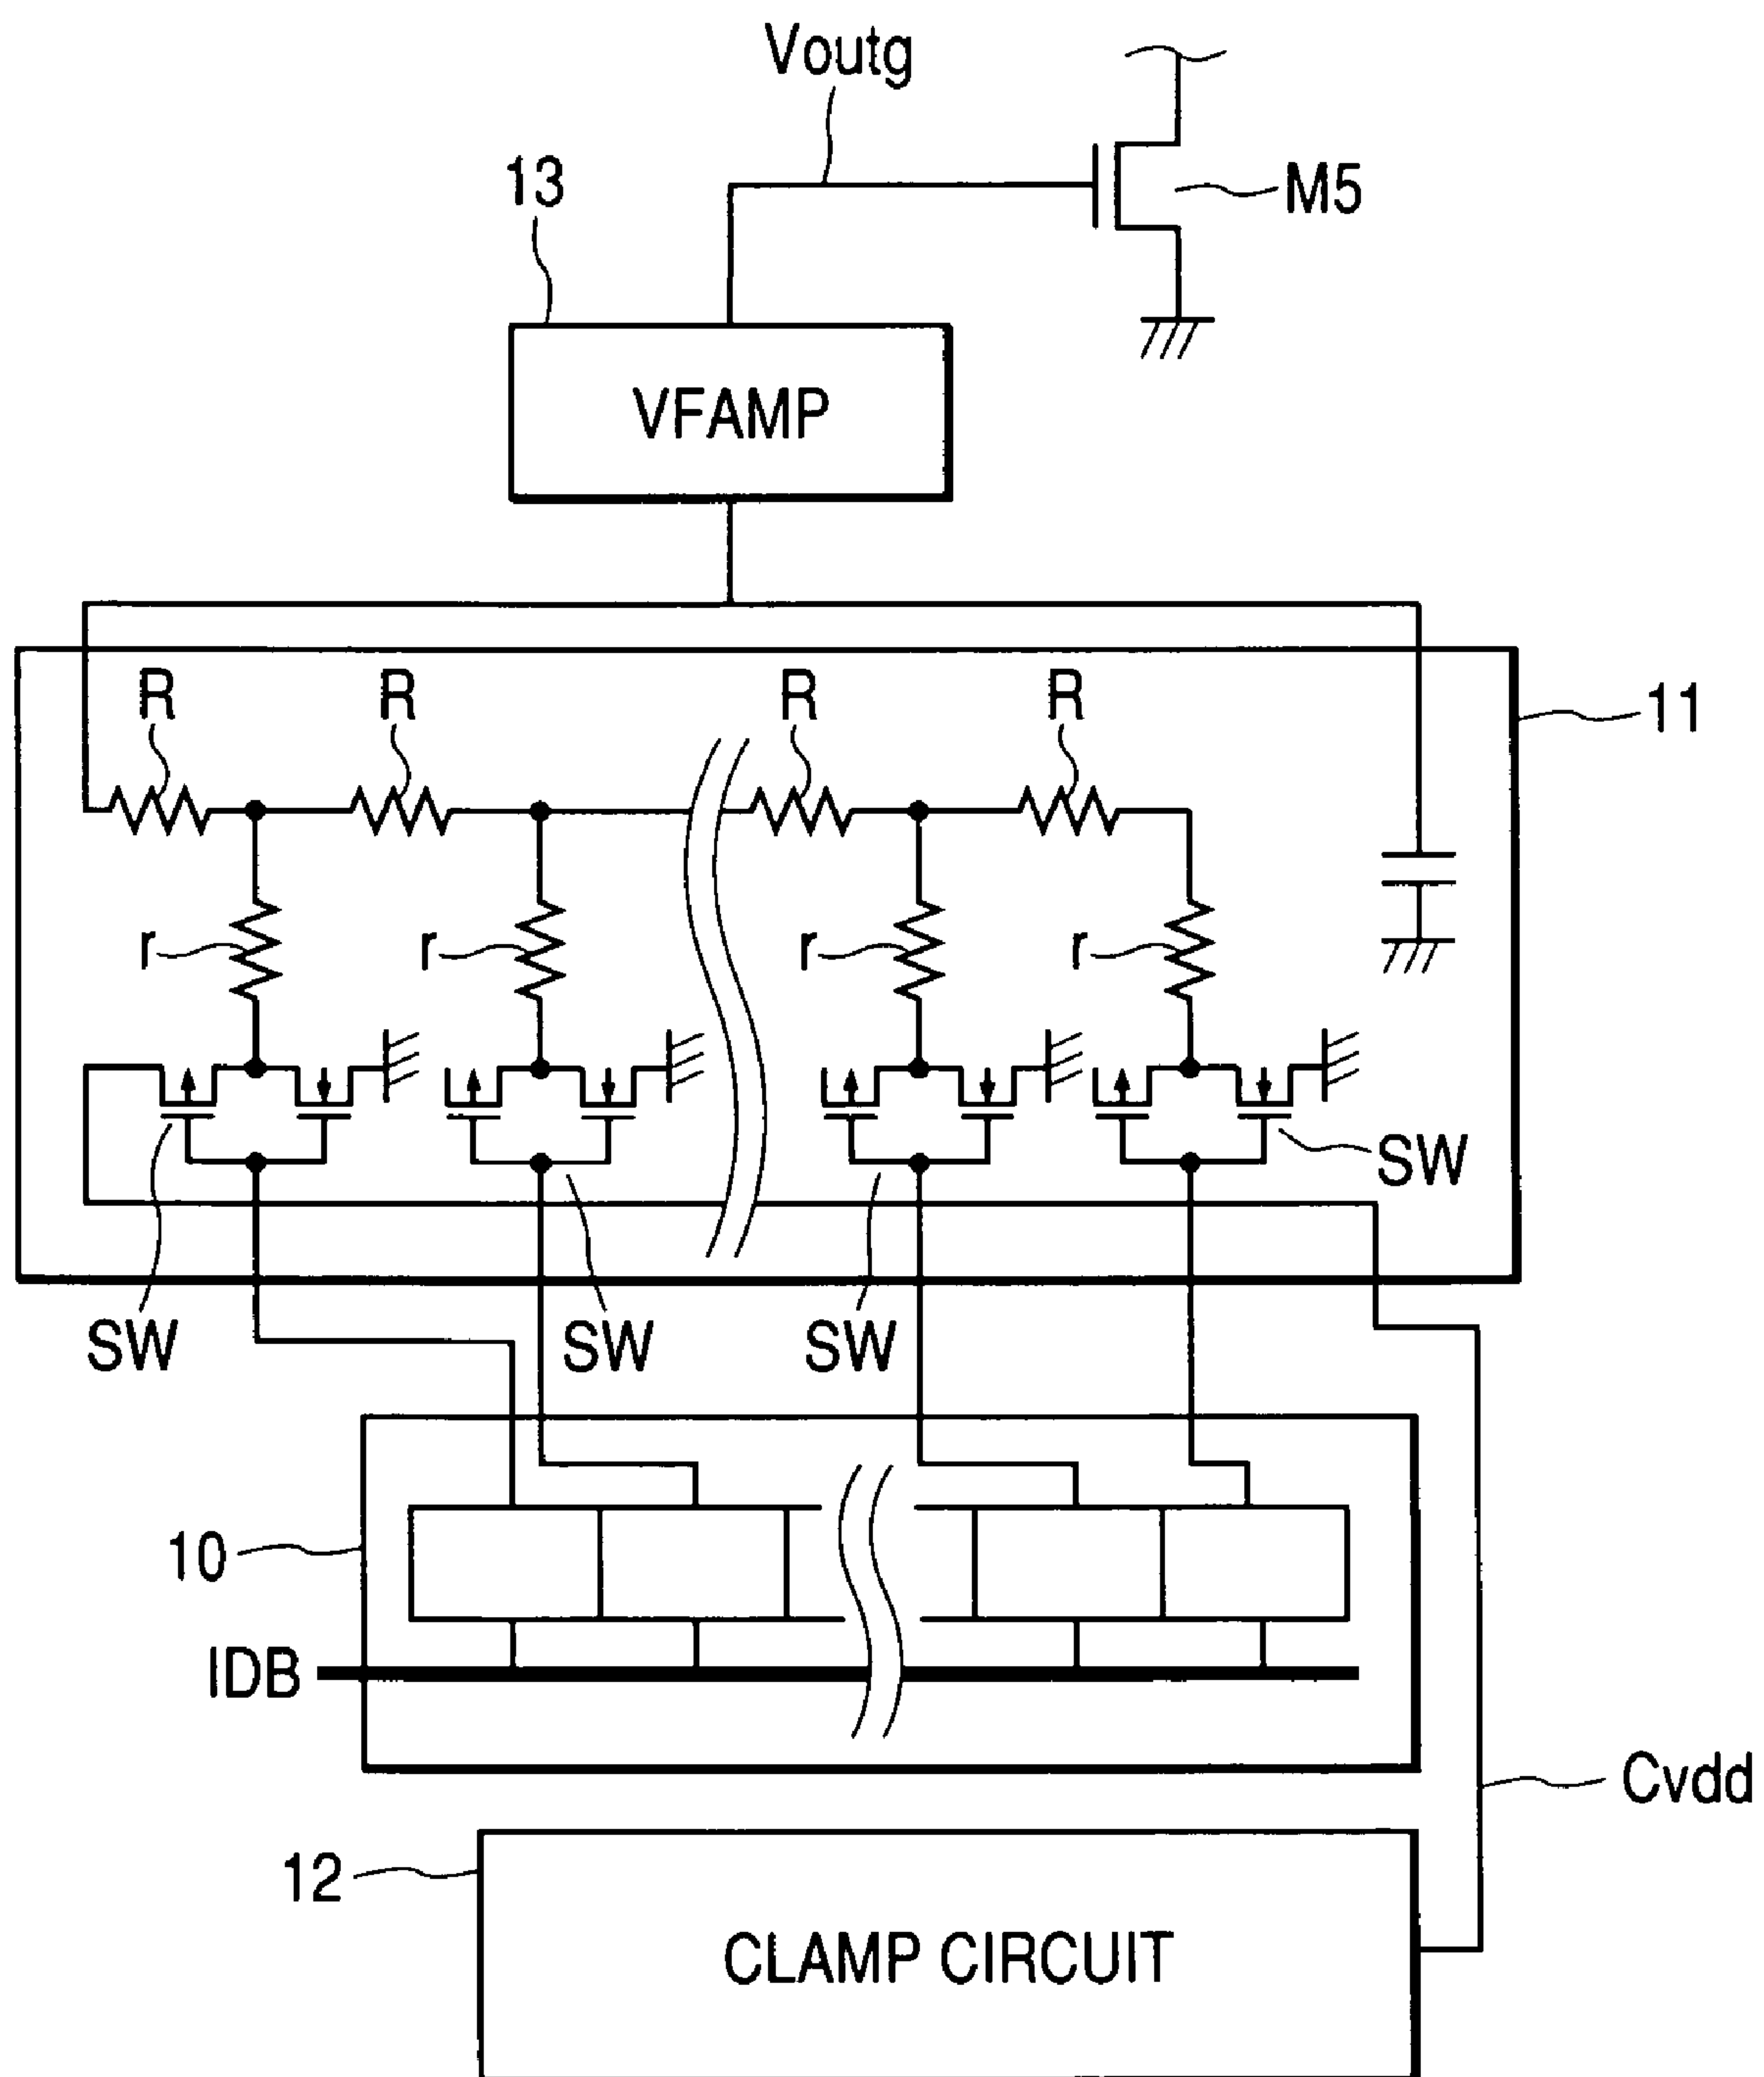 Voutg
13
M5
VFAMP
R
R
R
R
11
r
r
r
r
SW
SW
SW
SW
10
IDB
Cvdd
12
CLAMP CIRCUIT